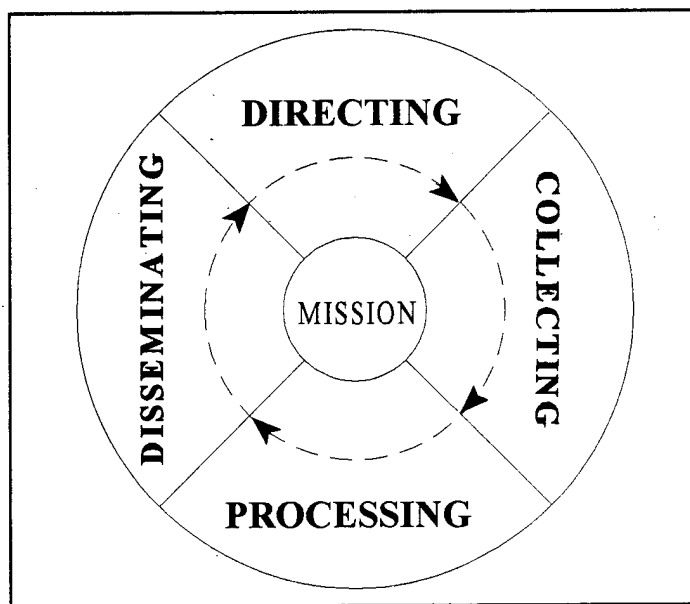 DIRECTING
COLLECTING
PROCESSING
DISSEMINATING
MISSION